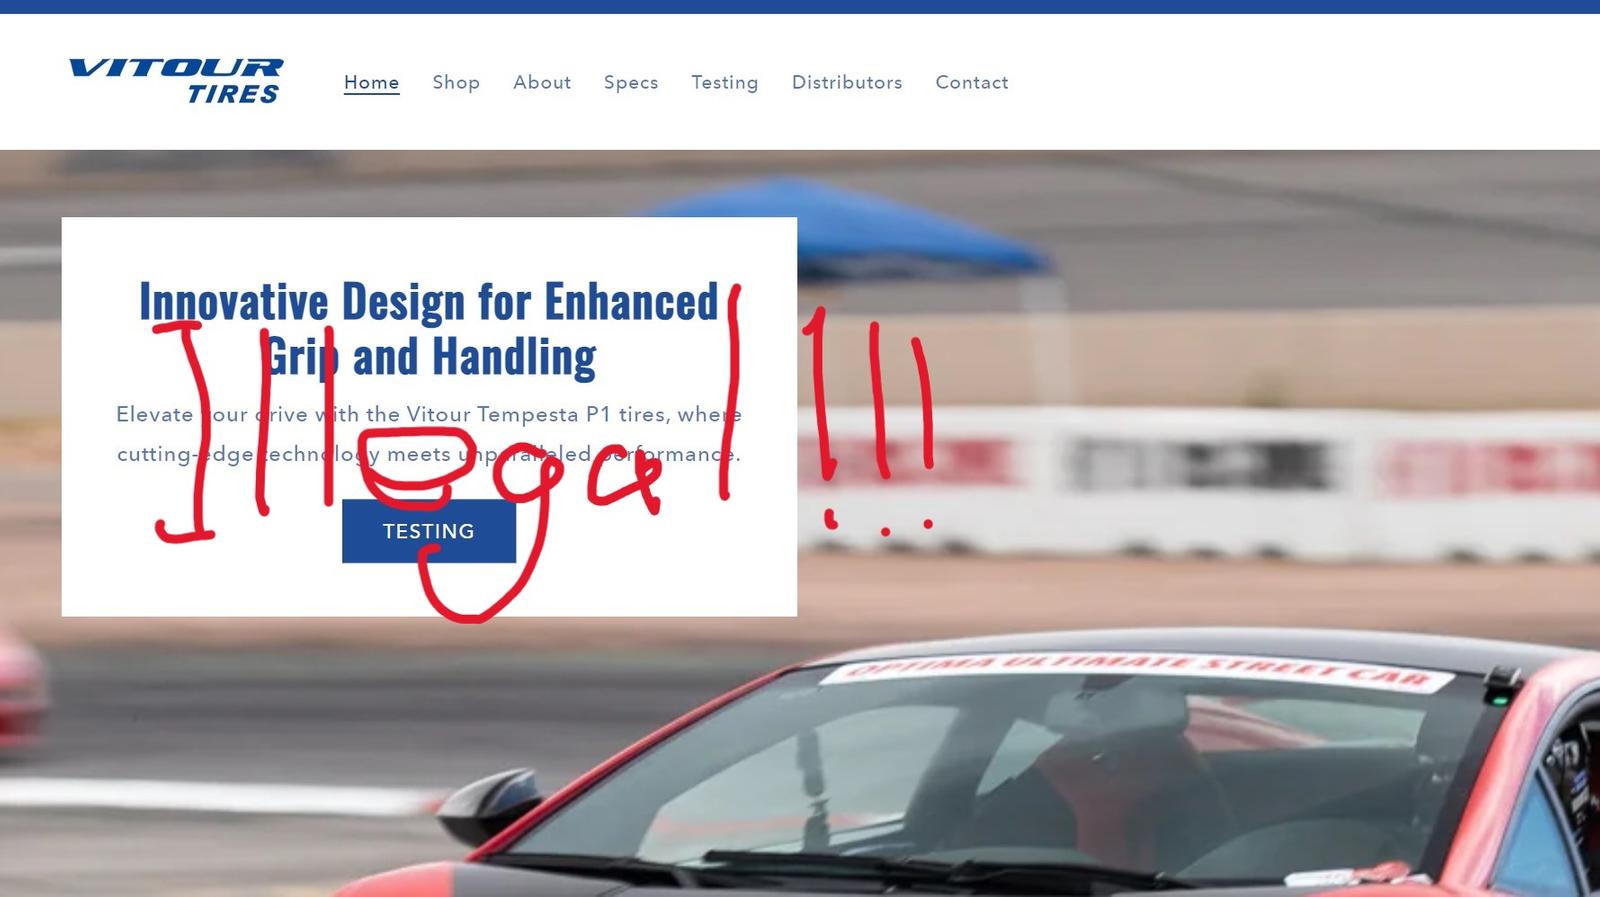 VITOUR
TIRES
Home Shop About Specs Testing Distributors Contact
Innovative Design for Enhanced
Grip and Handling
Elevate your drive with the Vitour Tempesta P1 tires, where
cutting-edge technology meets unparalleled performance.
Illegal !!!
TESTING
OPTIMA ULTIMATE STREET CAR